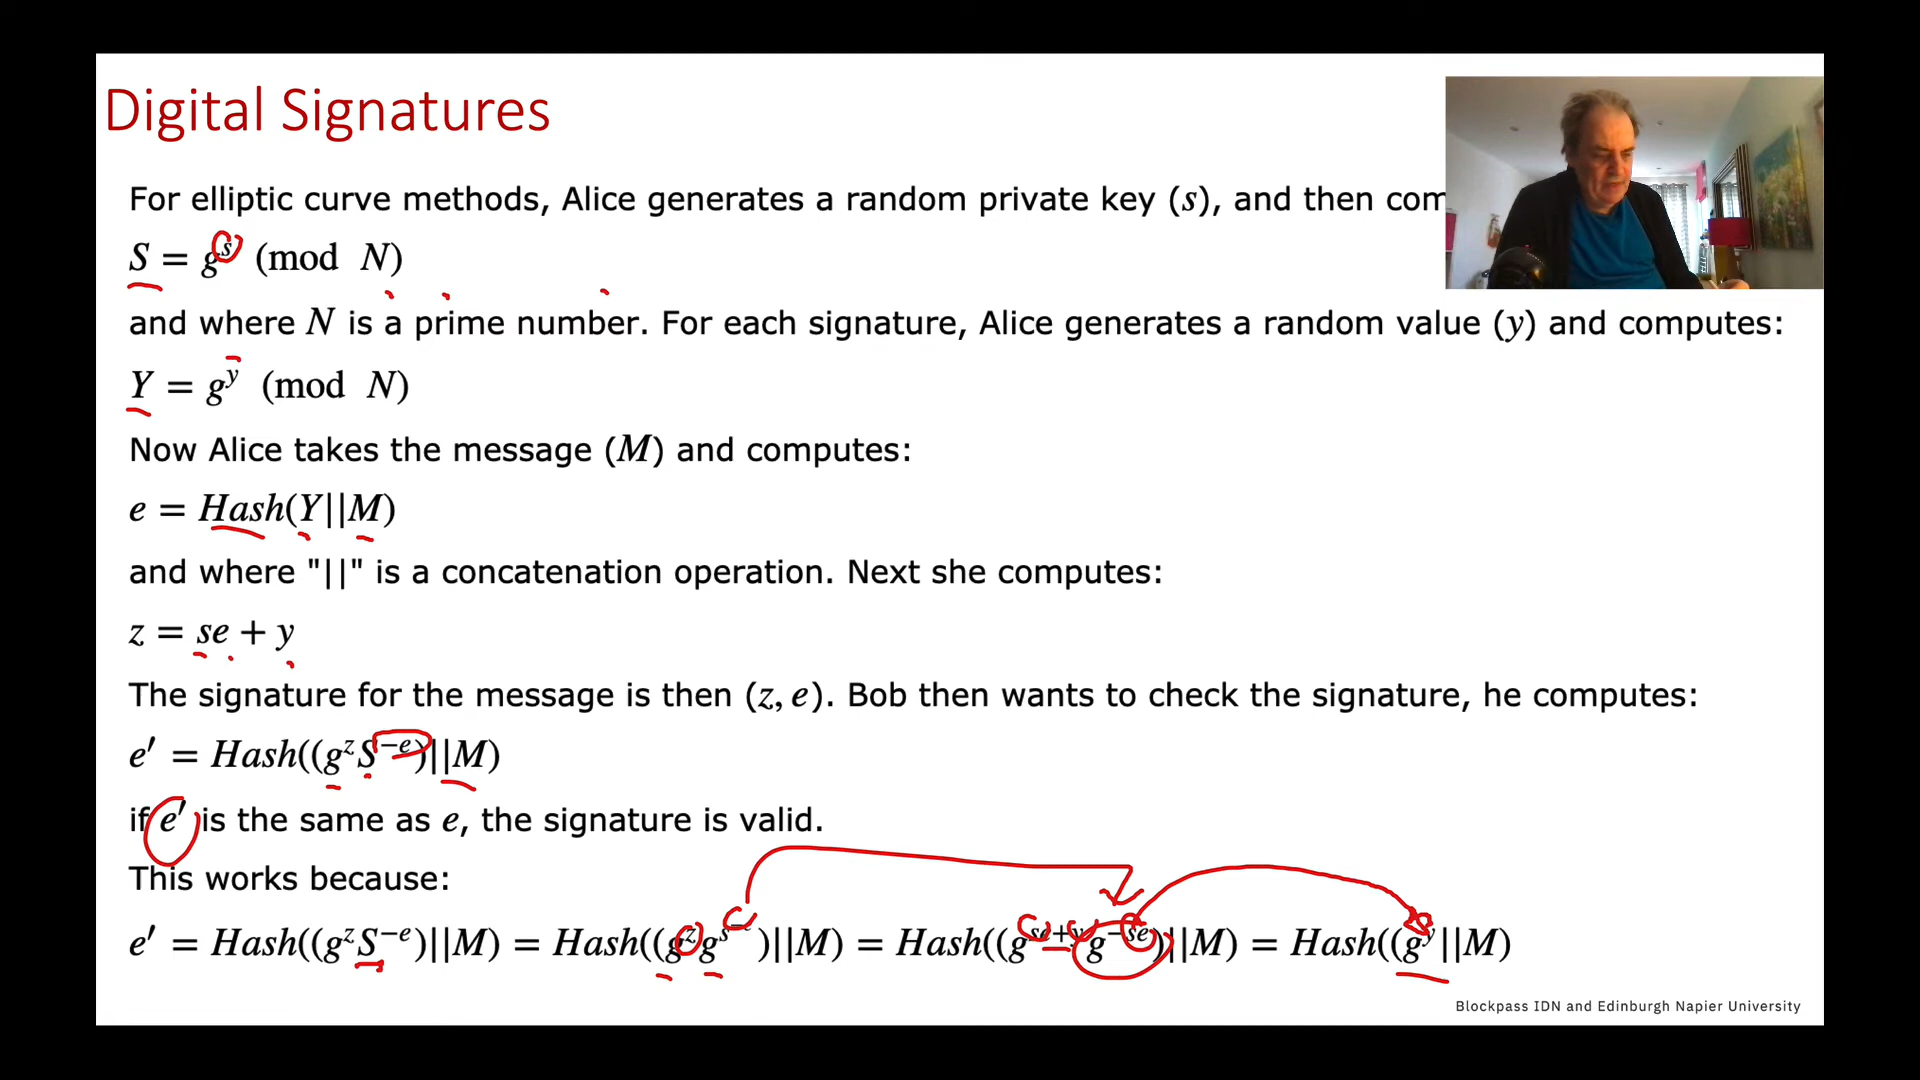 Digital Signatures
For elliptic curve methods, Alice generates a random private key (s), and then com
S = g^s (mod N)
and where N is a prime number. For each signature, Alice generates a random value (y) and computes:
Y = g^y (mod N)
Now Alice takes the message (M) and computes:
e = Hash(Y||M)
and where "||" is a concatenation operation. Next she computes:
z = se + y
The signature for the message is then (z, e). Bob then wants to check the signature, he computes:
e′ = Hash((g^z S^−e)||M)
if e′ is the same as e, the signature is valid.
This works because:
e′ = Hash((g^z S^−e)||M) = Hash((g^z g^s− )||M) = Hash((g^se+y g^−se)||M) = Hash((g^y||M)
Blockpass IDN and Edinburgh Napier University